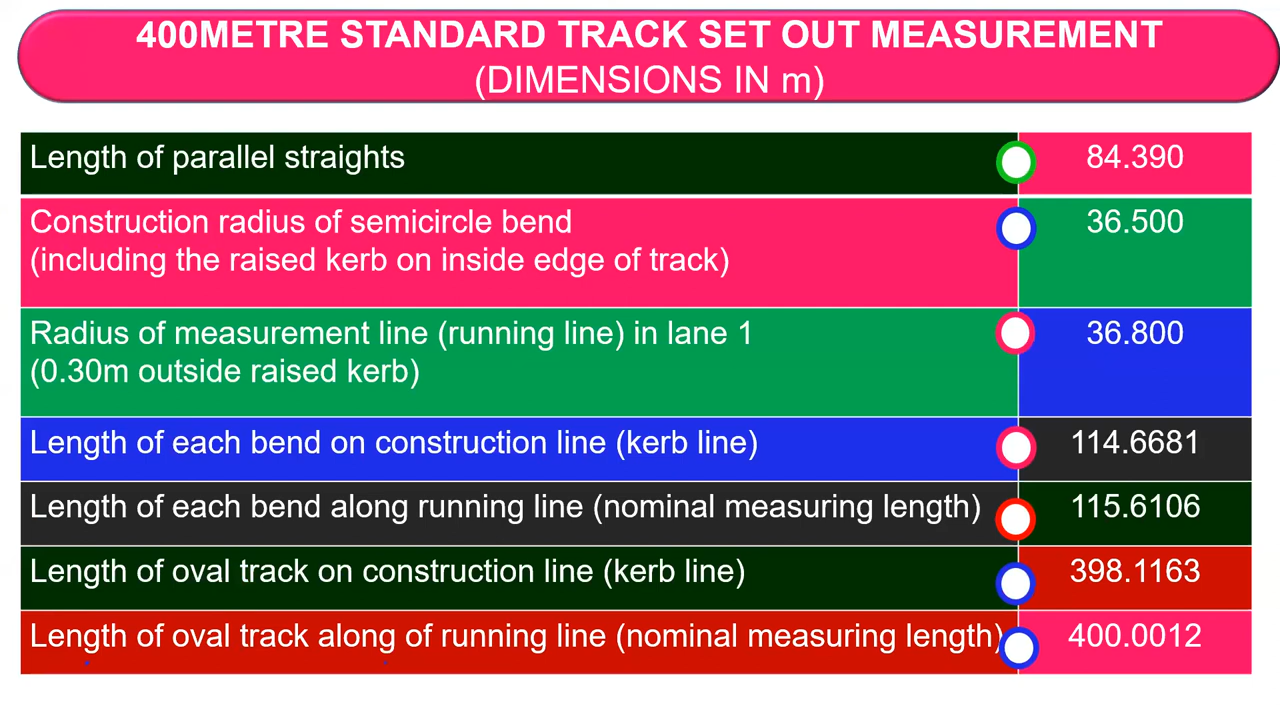 400METRE STANDARD TRACK SET OUT MEASUREMENT
(DIMENSIONS IN m)
Length of parallel straights 84.390
Construction radius of semicircle bend 36.500
(including the raised kerb on inside edge of track)
Radius of measurement line (running line) in lane 1 36.800
(0.30m outside raised kerb)
Length of each bend on construction line (kerb line) 114.6681
Length of each bend along running line (nominal measuring length) 115.6106
Length of oval track on construction line (kerb line) 398.1163
Length of oval track along of running line (nominal measuring length) 400.0012